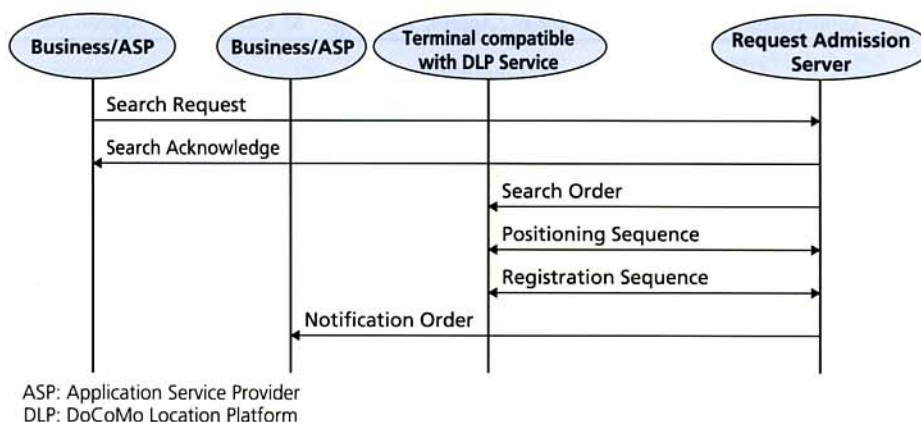 Business/ASP
Business/ASP
Terminal compatible
with DLP Service
Request Admission
Server
Search Request
Search Acknowledge
Search Order
Positioning Sequence
Registration Sequence
Notification Order
ASP: Application Service Provider
DLP: DoCoMo Location Platform